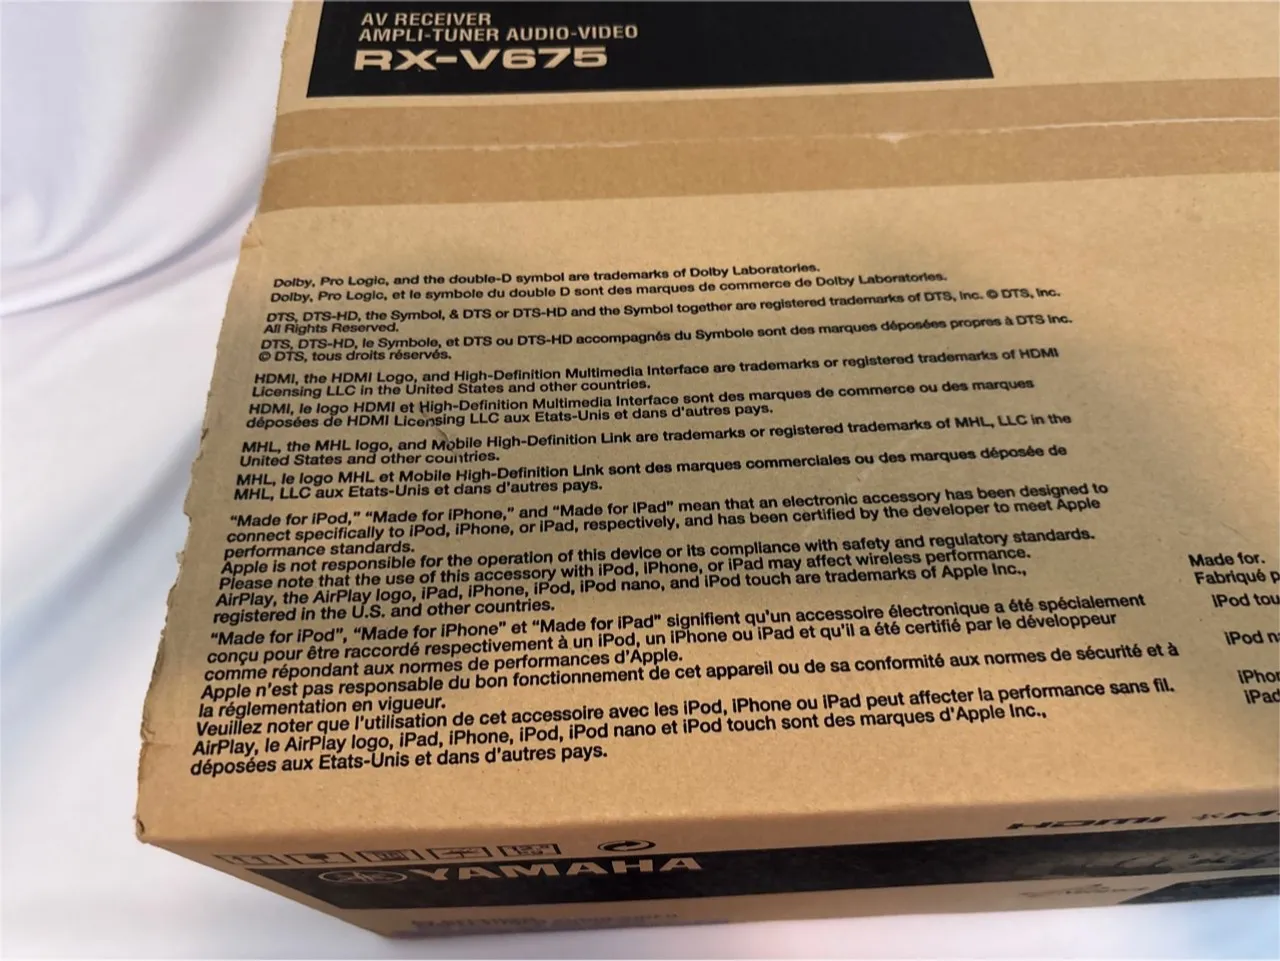 AV RECEIVER
AMPLI-TUNER AUDIO-VIDEO
RX-V675
Dolby, Pro Logic, and the double-D symbol are trademarks of Dolby Laboratories.
Dolby, Pro Logic, et le symbole du double D sont des marques de commerce de Dolby Laboratories.
DTS, DTS-HD, the Symbol, & DTS or DTS-HD and the Symbol together are registered trademarks of DTS, Inc. © DTS, Inc.
All Rights Reserved.
DTS, DTS-HD, le Symbole, et DTS ou DTS-HD accompagnés du Symbole sont des marques déposées propres à DTS Inc.
© DTS, tous droits réservés.
HDMI, the HDMI Logo, and High-Definition Multimedia Interface are trademarks or registered trademarks of HDMI
Licensing LLC in the United States and other countries.
HDMI, le logo HDMI et High-Definition Multimedia Interface sont des marques de commerce ou des marques
déposées de HDMI Licensing LLC aux Etats-Unis et dans d'autres pays.
MHL, the MHL logo, and Mobile High-Definition Link are trademarks or registered trademarks of MHL, LLC in the
United States and other countries.
MHL, le logo MHL et Mobile High-Definition Link sont des marques commerciales ou des marques déposée de
MHL, LLC aux Etats-Unis et dans d'autres pays.
"Made for iPod," "Made for iPhone," and "Made for iPad" mean that an electronic accessory has been designed to
connect specifically to iPod, iPhone, or iPad, respectively, and has been certified by the developer to meet Apple
performance standards.
Apple is not responsible for the operation of this device or its compliance with safety and regulatory standards.
Please note that the use of this accessory with iPod, iPhone, or iPad may affect wireless performance.
AirPlay, the AirPlay logo, iPad, iPhone, iPod, iPod nano, and iPod touch are trademarks of Apple Inc.,
registered in the U.S. and other countries.
"Made for iPod", "Made for iPhone" et "Made for iPad" signifient qu'un accessoire électronique a été spécialement
conçu pour être raccordé respectivement à un iPod, un iPhone ou iPad et qu'il a été certifié par le développeur
comme répondant aux normes de performances d'Apple.
Apple n'est pas responsable du bon fonctionnement de cet appareil ou de sa conformité aux normes de sécurité et à
la réglementation en vigueur.
Veuillez noter que l'utilisation de cet accessoire avec les iPod, iPhone ou iPad peut affecter la performance sans fil.
AirPlay, le AirPlay logo, iPad, iPhone, iPod, iPod nano et iPod touch sont des marques d'Apple Inc.,
déposées aux Etats-Unis et dans d'autres pays.
Made for.
Fabriqué p
iPod tou
iPod n
iPhon
iPad
HDMI
YAMAHA